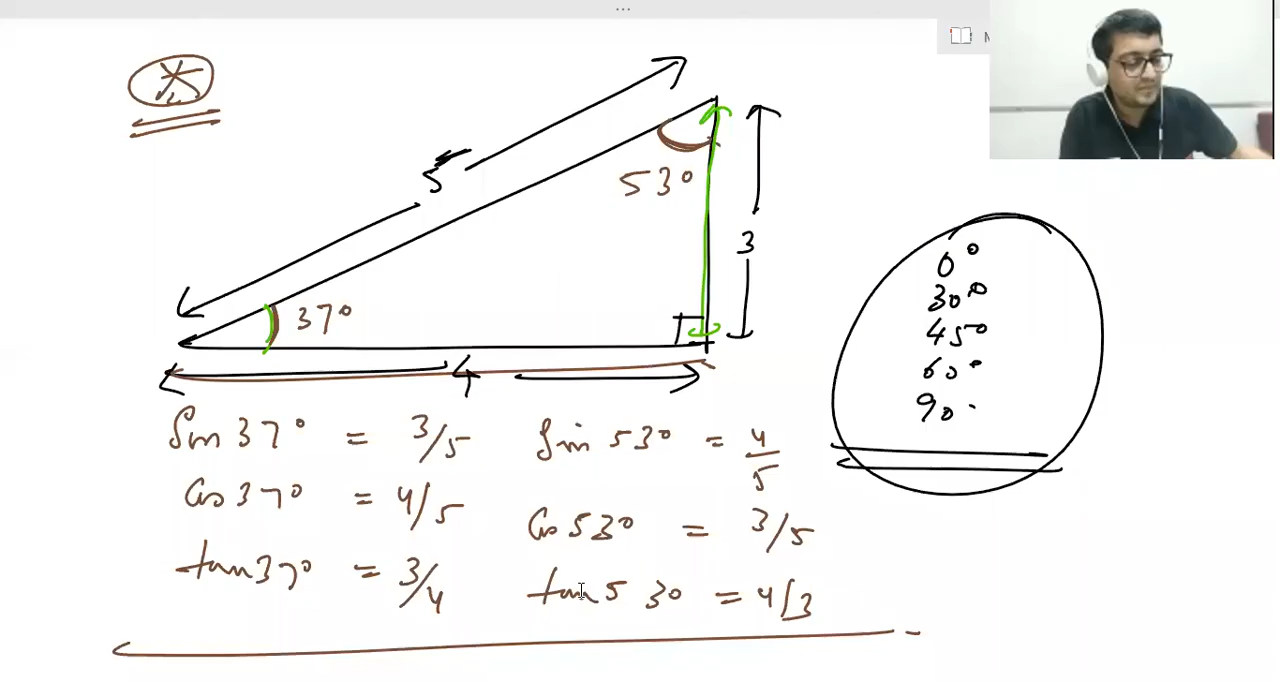 5
53°
3
37°
4
0°
30°
45°
60°
90°
Sin 37° = 3/5
Sin 53° = 4/5
Cos 37° = 4/5
Cos 53° = 3/5
tan 37° = 3/4
tan 53° = 4/3